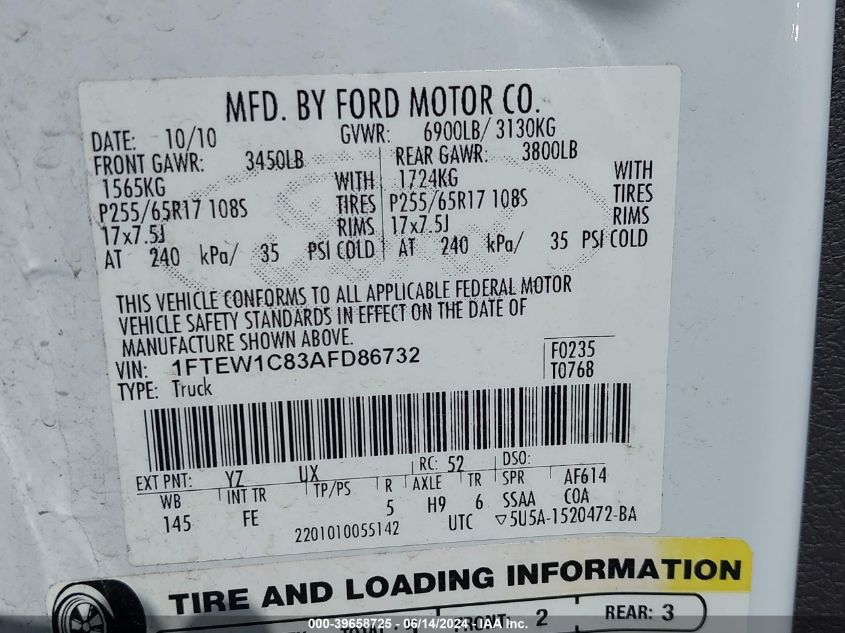 MFD. BY FORD MOTOR CO.
DATE: 10/10 GVWR: 6900LB/ 3130KG
FRONT GAWR: 3450LB REAR GAWR: 3800LB
1565KG WITH 1724KG WITH
P255/65R17 108S TIRES P255/65R17 108S TIRES
17x7.5J RIMS 17x7.5J RIMS
AT 240 kPa/ 35 PSI COLD AT 240 kPa/ 35 PSI COLD
THIS VEHICLE CONFORMS TO ALL APPLICABLE FEDERAL MOTOR
VEHICLE SAFETY STANDARDS IN EFFECT ON THE DATE OF
MANUFACTURE SHOWN ABOVE.
VIN: 1FTEW1C83AFD86732 F0235
TYPE: Truck T0768
EXT PNT: YZ UX RC: 52 DSO:
WB INT TR TP/PS R AXLE TR SPR AF614
145 FE 5 H9 6 SSAA COA
2201010055142 UTC ▽5U5A-1520472-BA
TIRE AND LOADING INFORMATION
FRONT: 2 REAR: 3
000-39658725 - 06/14/2024 - IAAI.COM